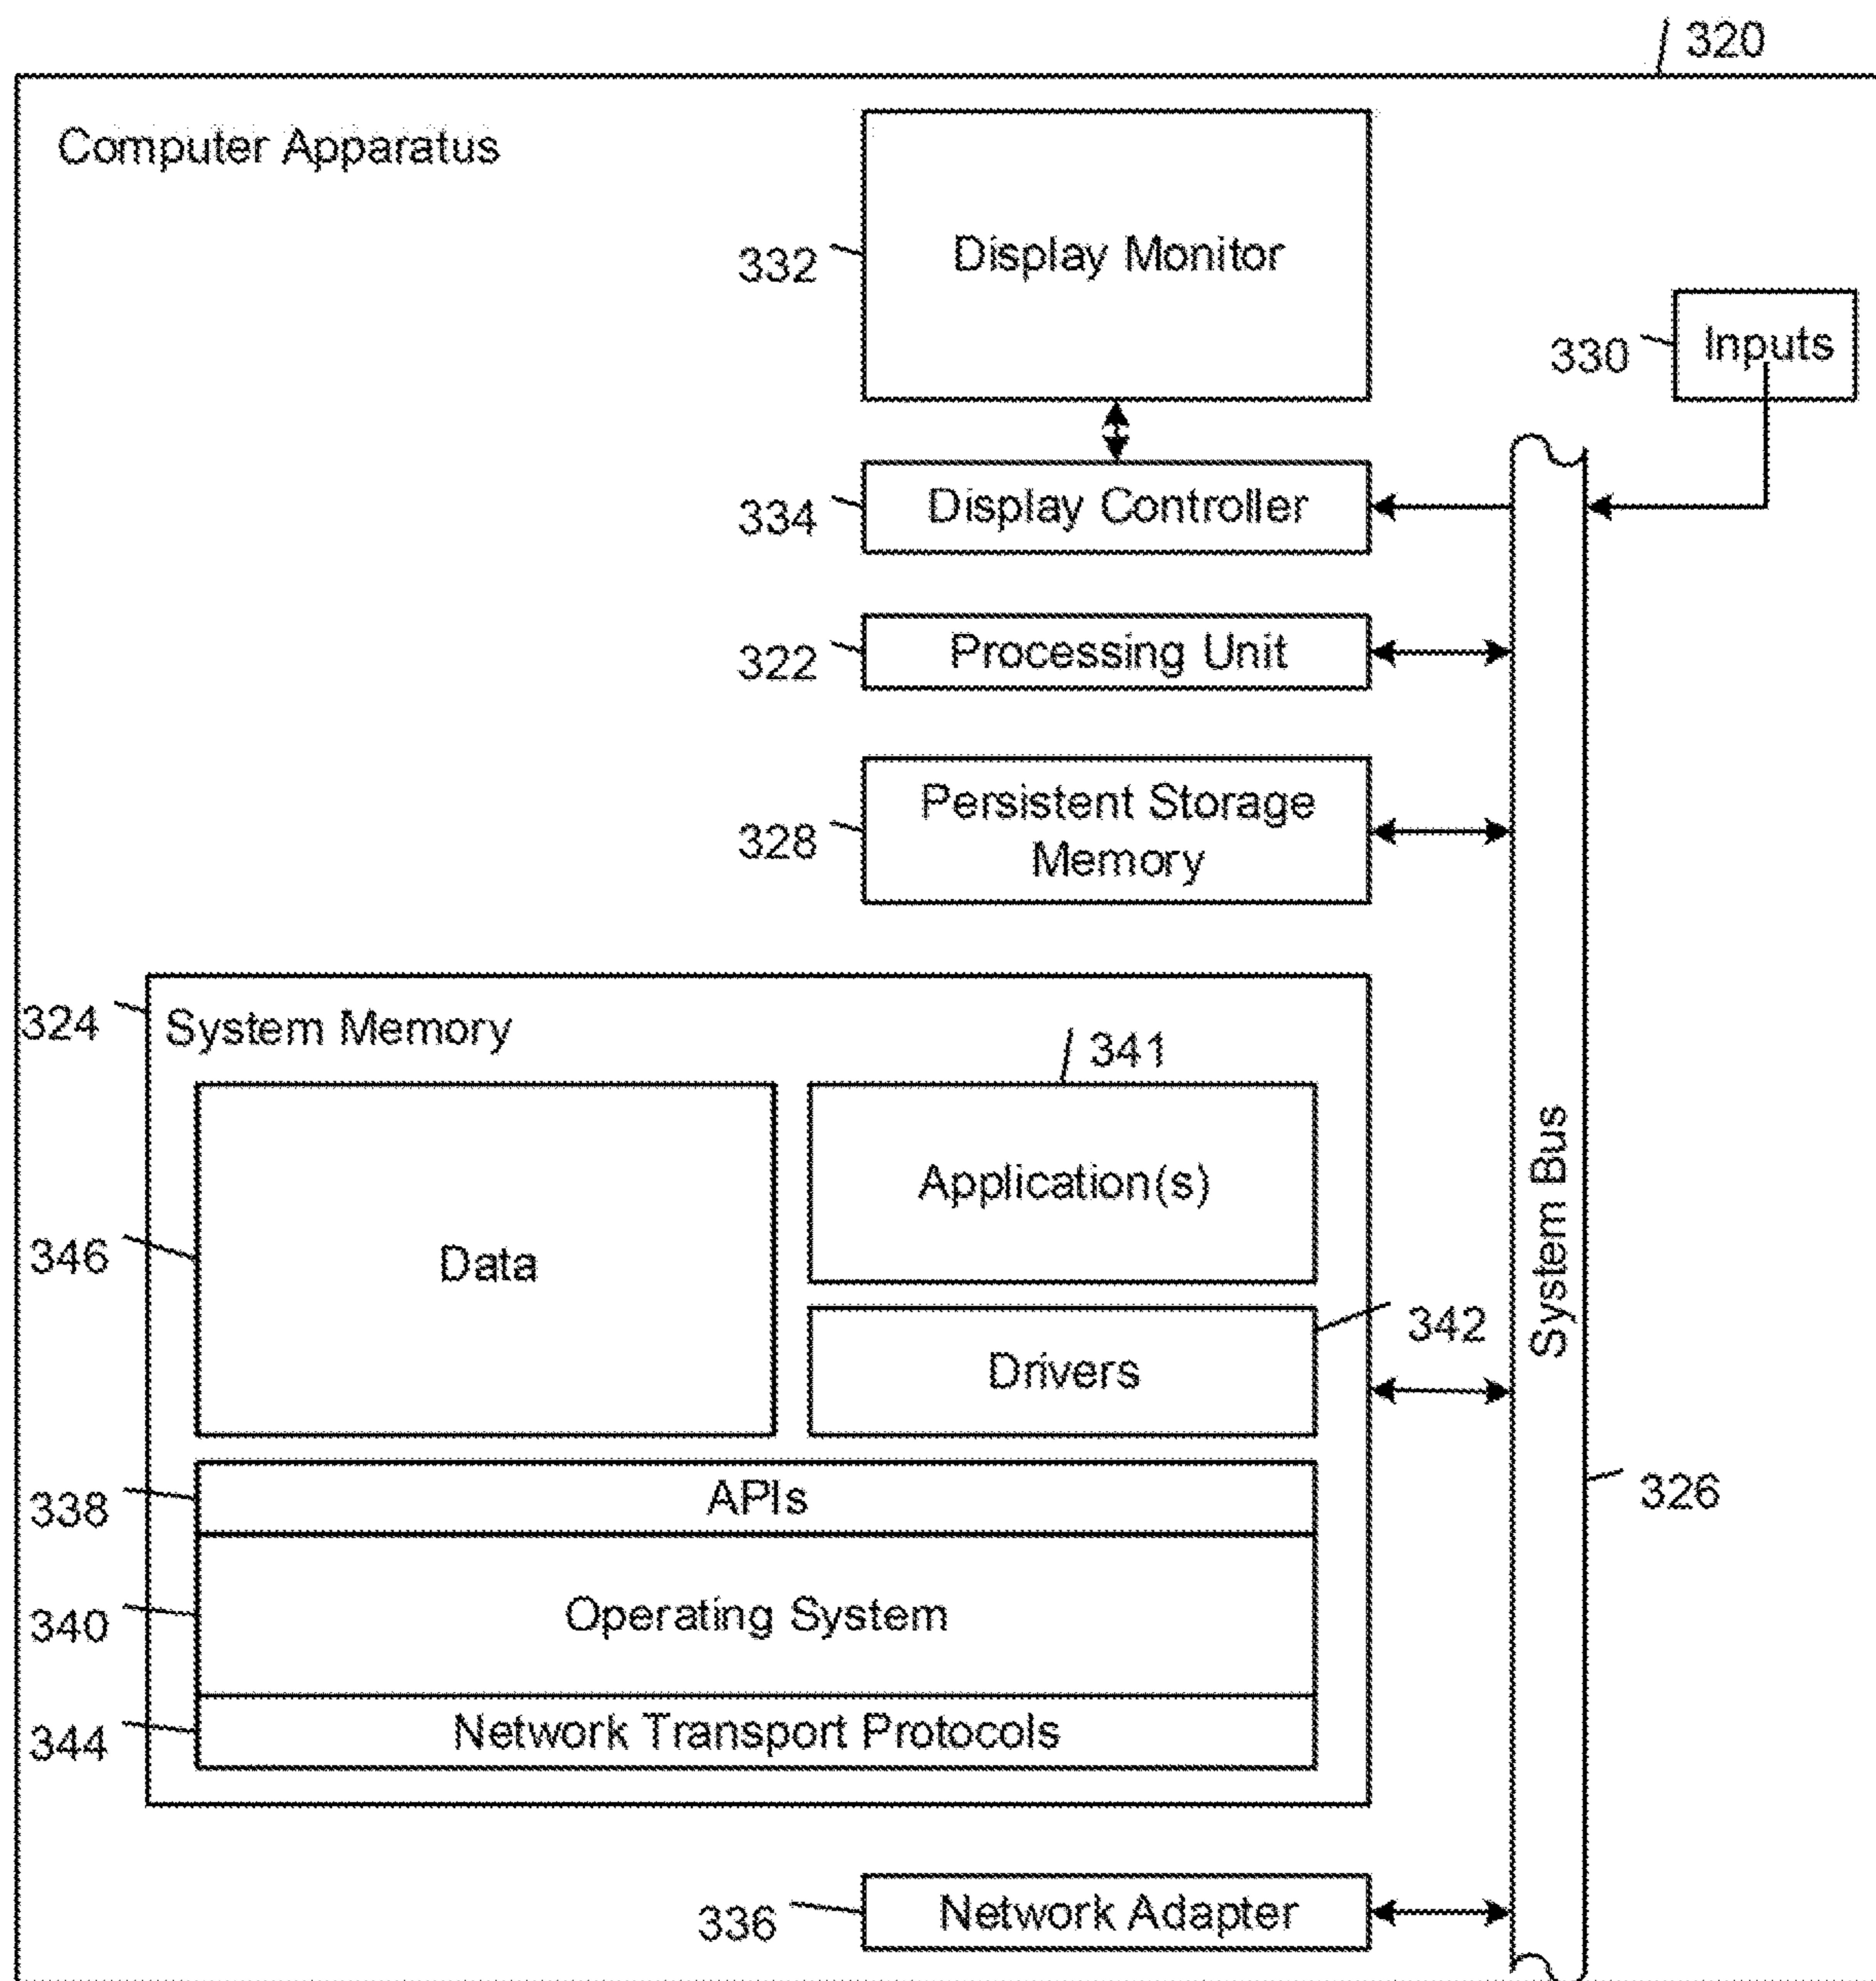 320
Computer Apparatus
332
Display Monitor
330
Inputs
334
Display Controller
322
Processing Unit
328
Persistent Storage
Memory
324
System Memory
341
Application(s)
346
Data
342
Drivers
System Bus
326
338
APIs
340
Operating System
344
Network Transport Protocols
336
Network Adapter